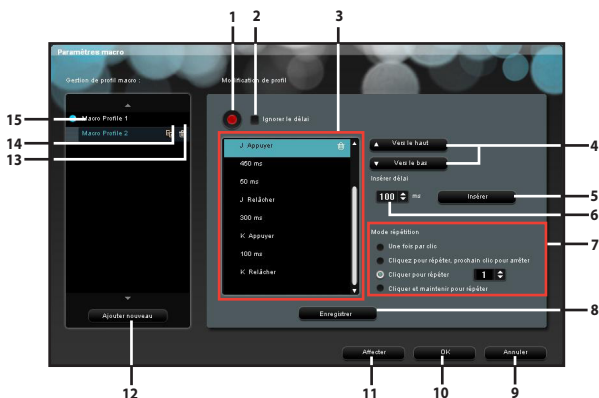 1
2
3
Paramètres macro
Gestion de profil macro :
Modification de profil
15
Macro Profile 1
Ignorer le délai
14
Macro Profile 2
13
J Appuyer
450 ms
50 ms
J Relâcher
300 ms
K Appuyer
100 ms
K Relâcher
Vers le haut
4
Vers le bas
Insérer délai
100
ms
Insérer
5
6
Mode répétition
7
Une fois par clic
Cliquez pour répéter, prochain clic pour arrêter
Cliquer pour répéter
1
Cliquer et maintenir pour répéter
Enregistrer
8
Ajouter nouveau
Affecter
OK
Annuler
12
11
10
9